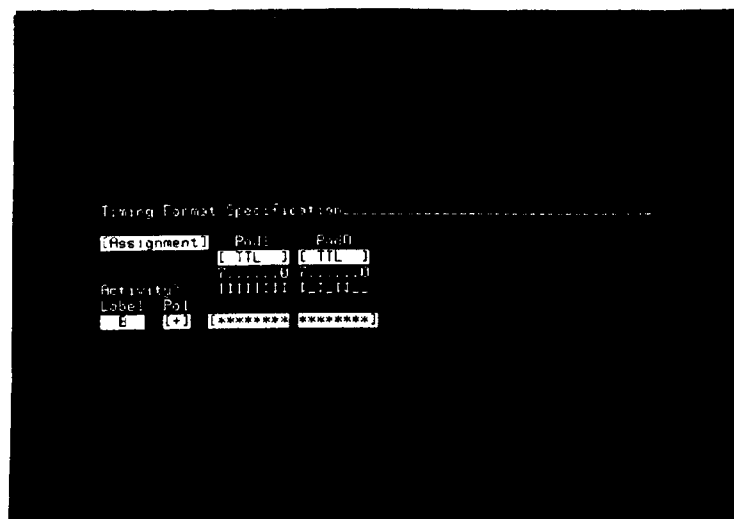 Timing Format Specification
[Assignment] Pod1 Pod0
[ TTL ] [ TTL ]
7......0 7......0
Activity>
Label Pol
[+] [******** ********]